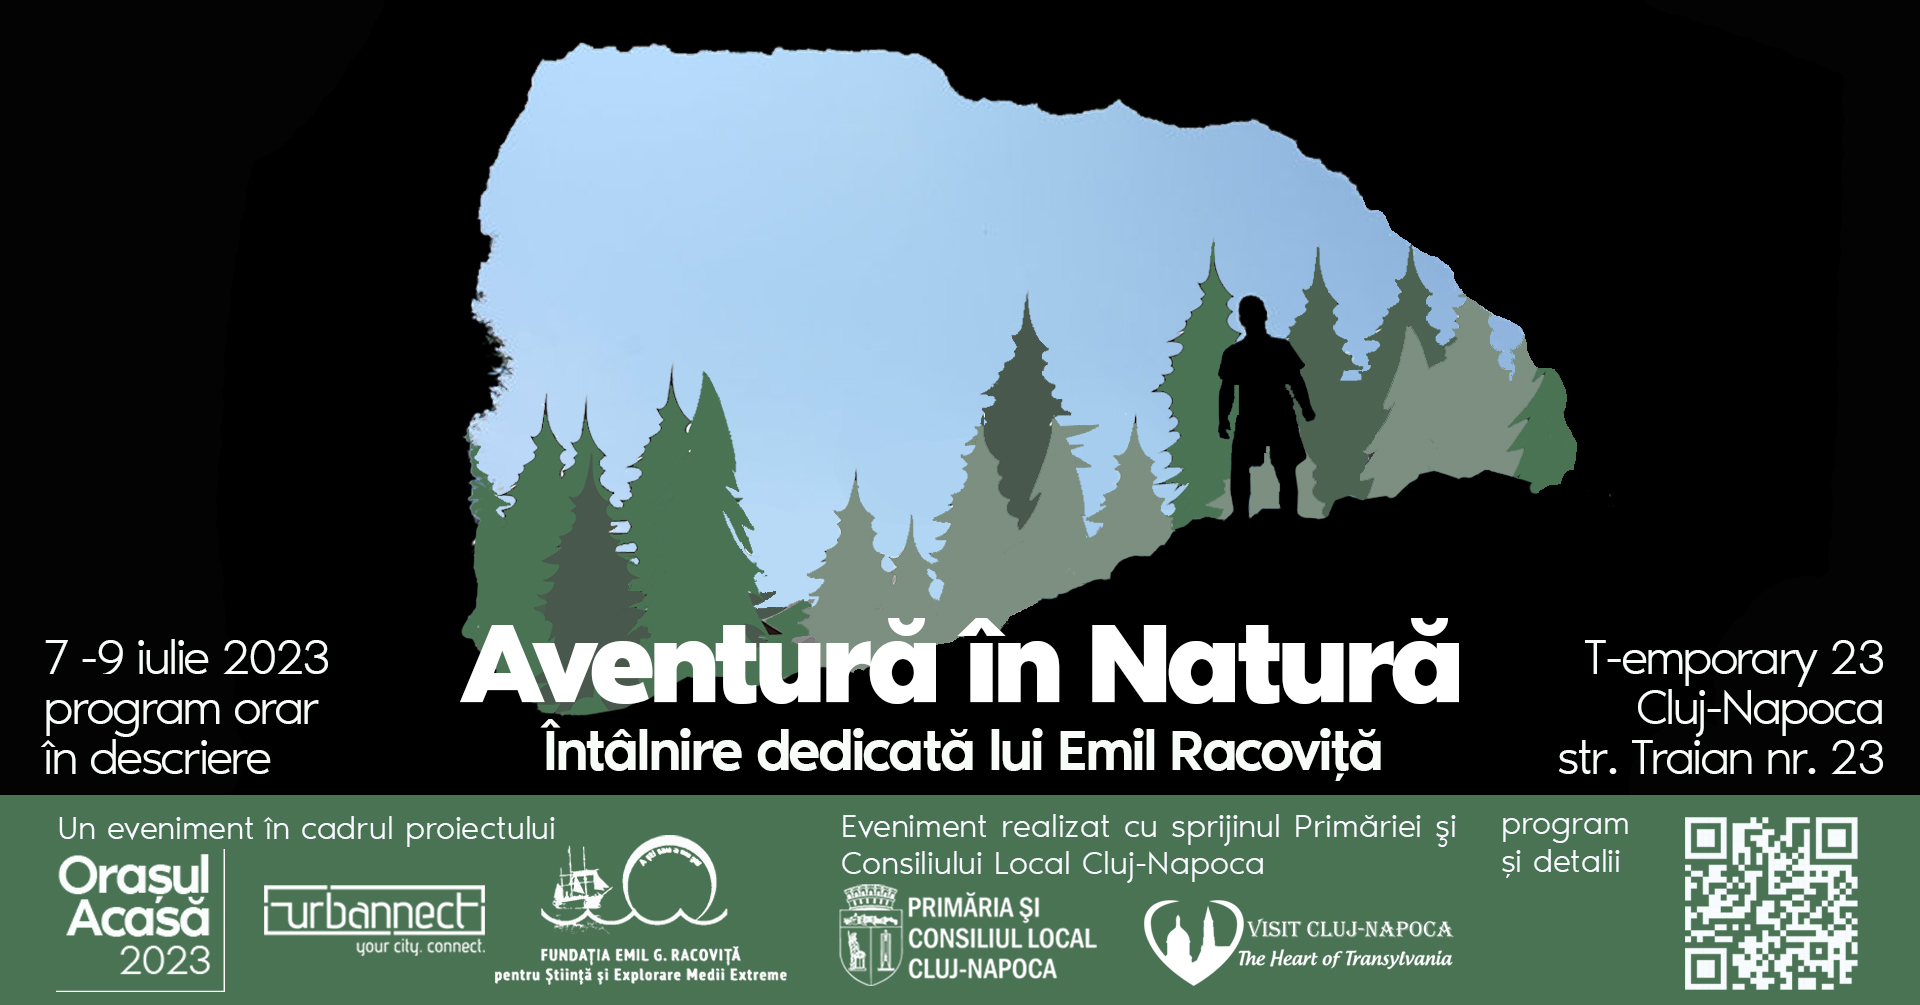 7 -9 iulie 2023
program orar
în descriere
Aventură în Natură
Întâlnire dedicată lui Emil Racoviță
T-emporary 23
Cluj-Napoca
str. Traian nr. 23
Un eveniment în cadrul proiectului
Orașul
Acasă
2023
urbannect
your city. connect.
FUNDAȚIA EMIL G. RACOVIȚĂ
pentru Știință și Explorare Medii Extreme
Eveniment realizat cu sprijinul Primăriei şi
Consiliului Local Cluj-Napoca
PRIMĂRIA ŞI
CONSILIUL LOCAL
CLUJ-NAPOCA
VISIT CLUJ-NAPOCA
The Heart of Transylvania
program
și detalii